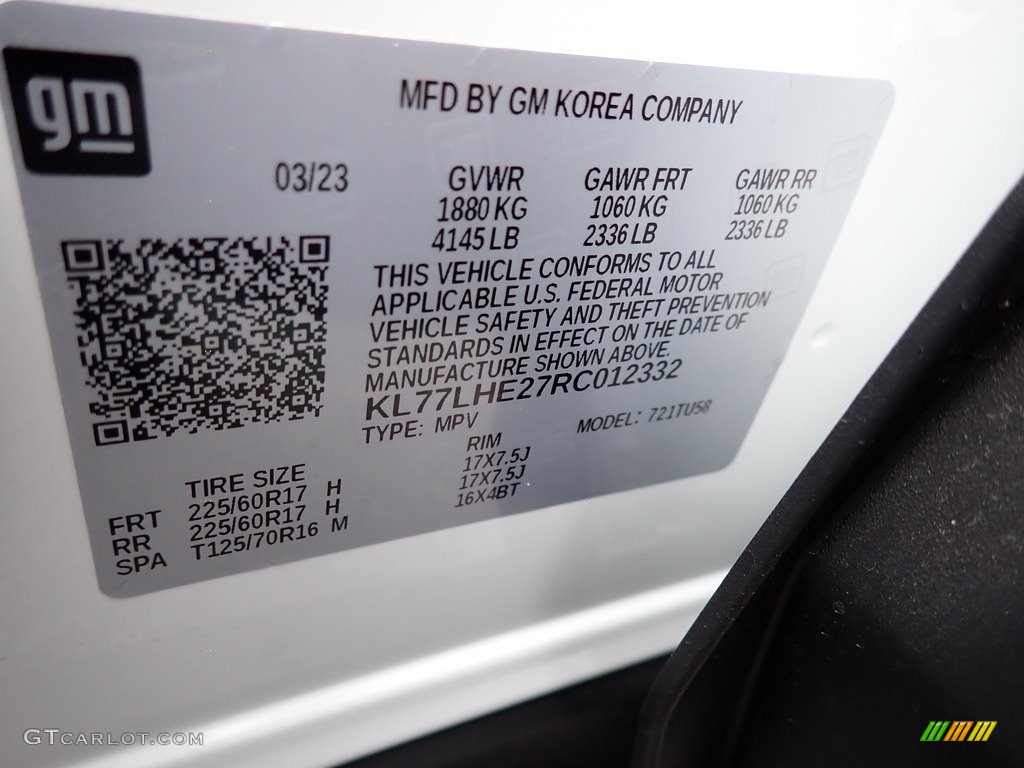 gm
MFD BY GM KOREA COMPANY
03/23 GVWR GAWR FRT GAWR RR
1880 KG 1060 KG 1060 KG
4145 LB 2336 LB 2336 LB
THIS VEHICLE CONFORMS TO ALL
APPLICABLE U.S. FEDERAL MOTOR
VEHICLE SAFETY AND THEFT PREVENTION
STANDARDS IN EFFECT ON THE DATE OF
MANUFACTURE SHOWN ABOVE.
KL77LHE27RC012332
TYPE: MPV MODEL: 721TU58
TIRE SIZE RIM
FRT 225/60R17 H 17X7.5J
RR 225/60R17 H 17X7.5J
SPA T125/70R16 M 16X4BT
GTCARLOT.COM